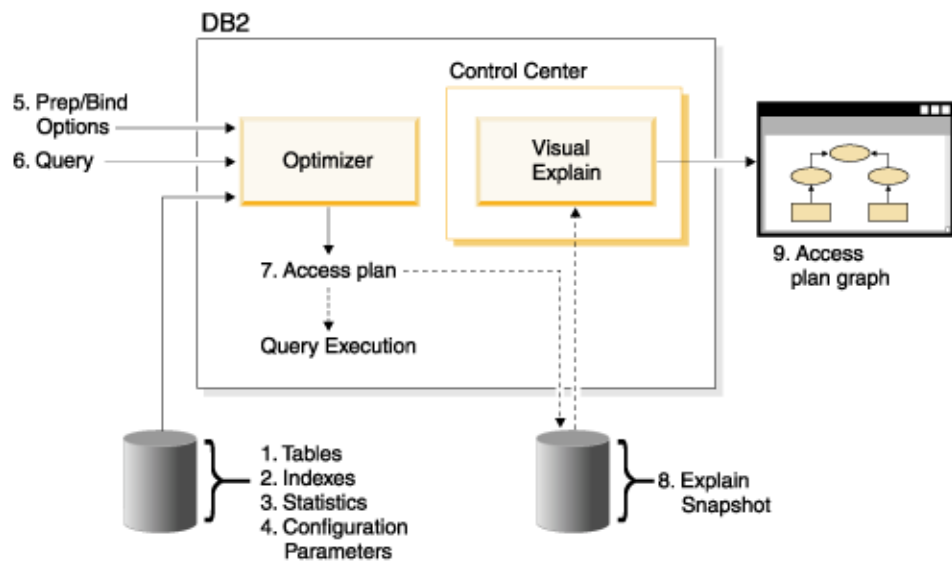 DB2
Control Center
5. Prep/Bind
Options
6. Query
Optimizer
Visual
Explain
7. Access plan
Query Execution
9. Access
plan graph
1. Tables
2. Indexes
3. Statistics
4. Configuration
Parameters
8. Explain
Snapshot